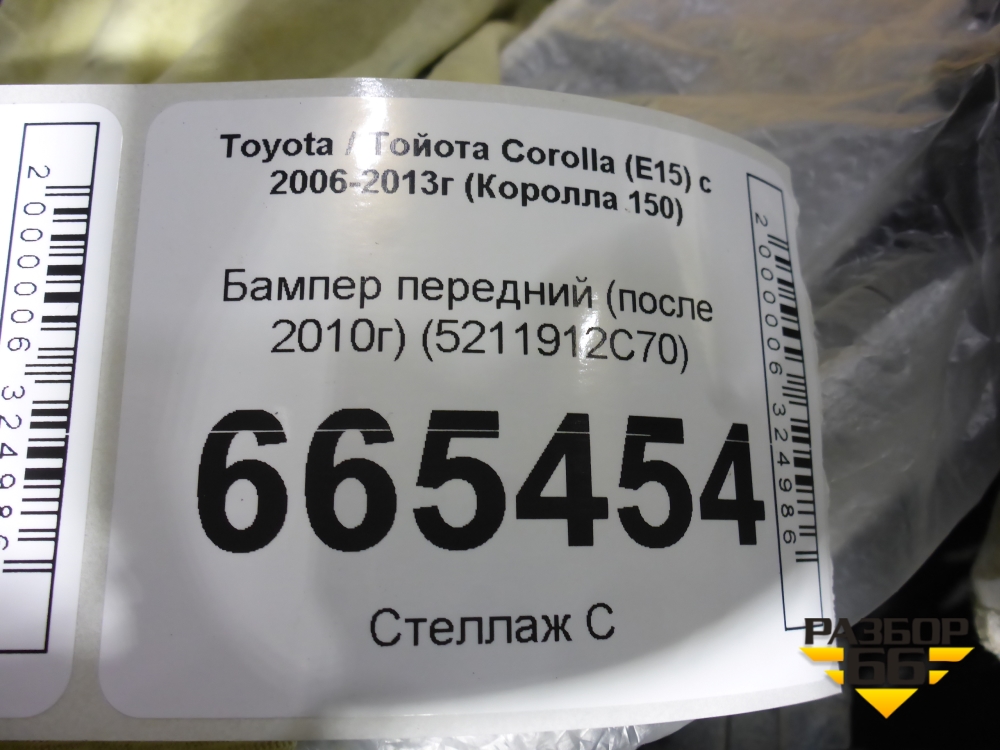 Toyota / Тойота Corolla (E15) с
2006-2013г (Королла 150)
Бампер передний (после
2010г) (5211912C70)
665454
Стеллаж С
2000006324986
2000006324986
РАЗБОР
66